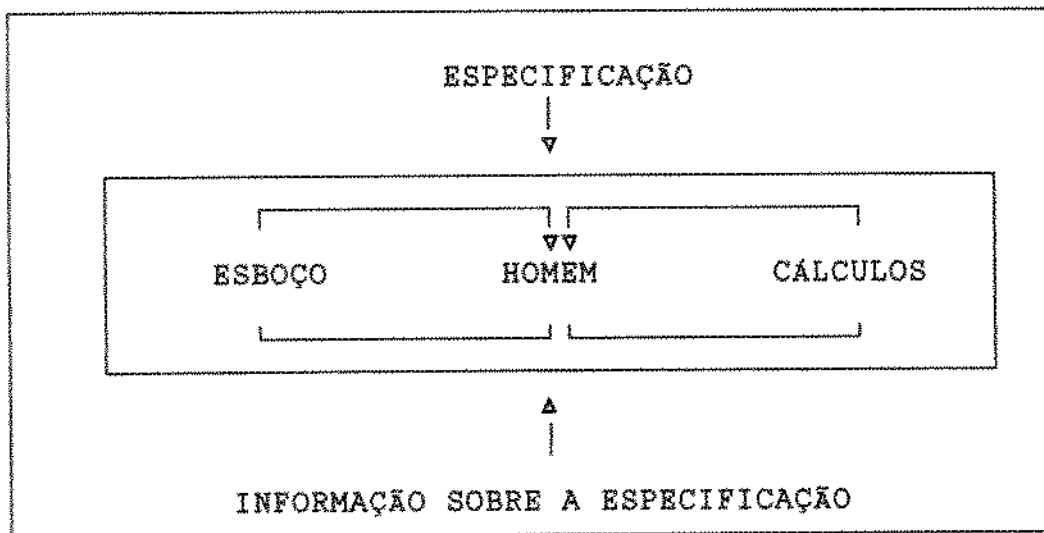 ESPECIFICAÇÃO
ESBOÇO HOMEM CÁLCULOS
INFORMAÇÃO SOBRE A ESPECIFICAÇÃO